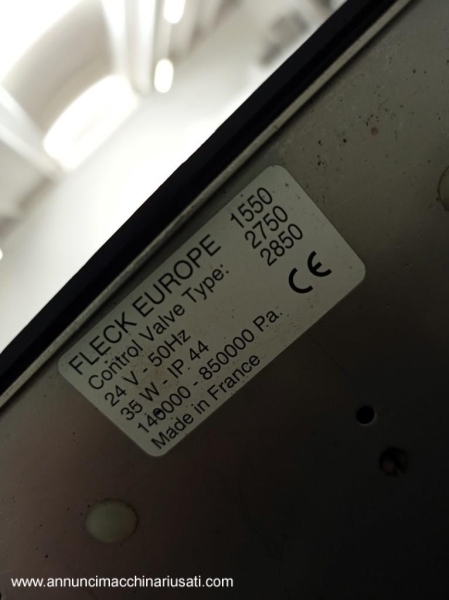 FLECK EUROPE 1550
Control Valve Type: 2750
24 V - 50Hz 2850
35 W - IP 44
140000 - 850000 Pa.
Made in France
CE
www.annuncimacchinariusati.com